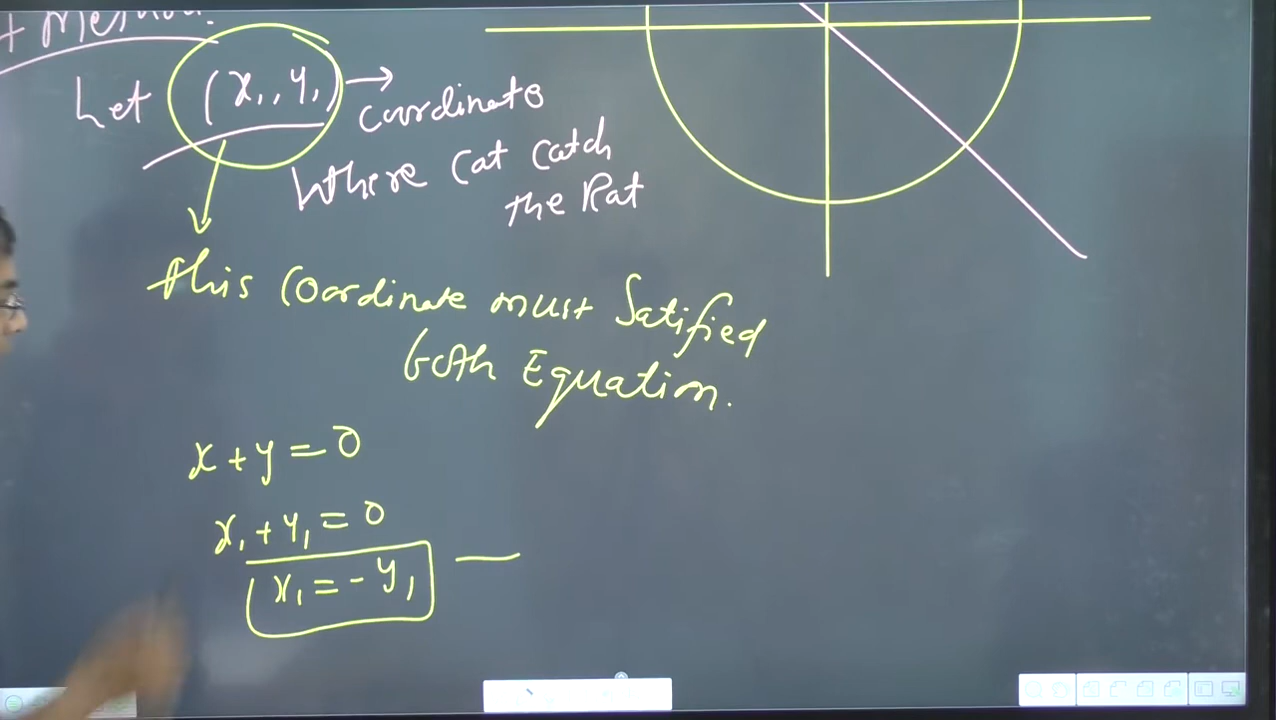 + Method.
Let (x₁, y₁) → coordinate
Where Cat Catch
the Rat
this Coordinate must Satified
both Equation.
x + y = 0
x₁ + y₁ = 0
x₁ = - y₁